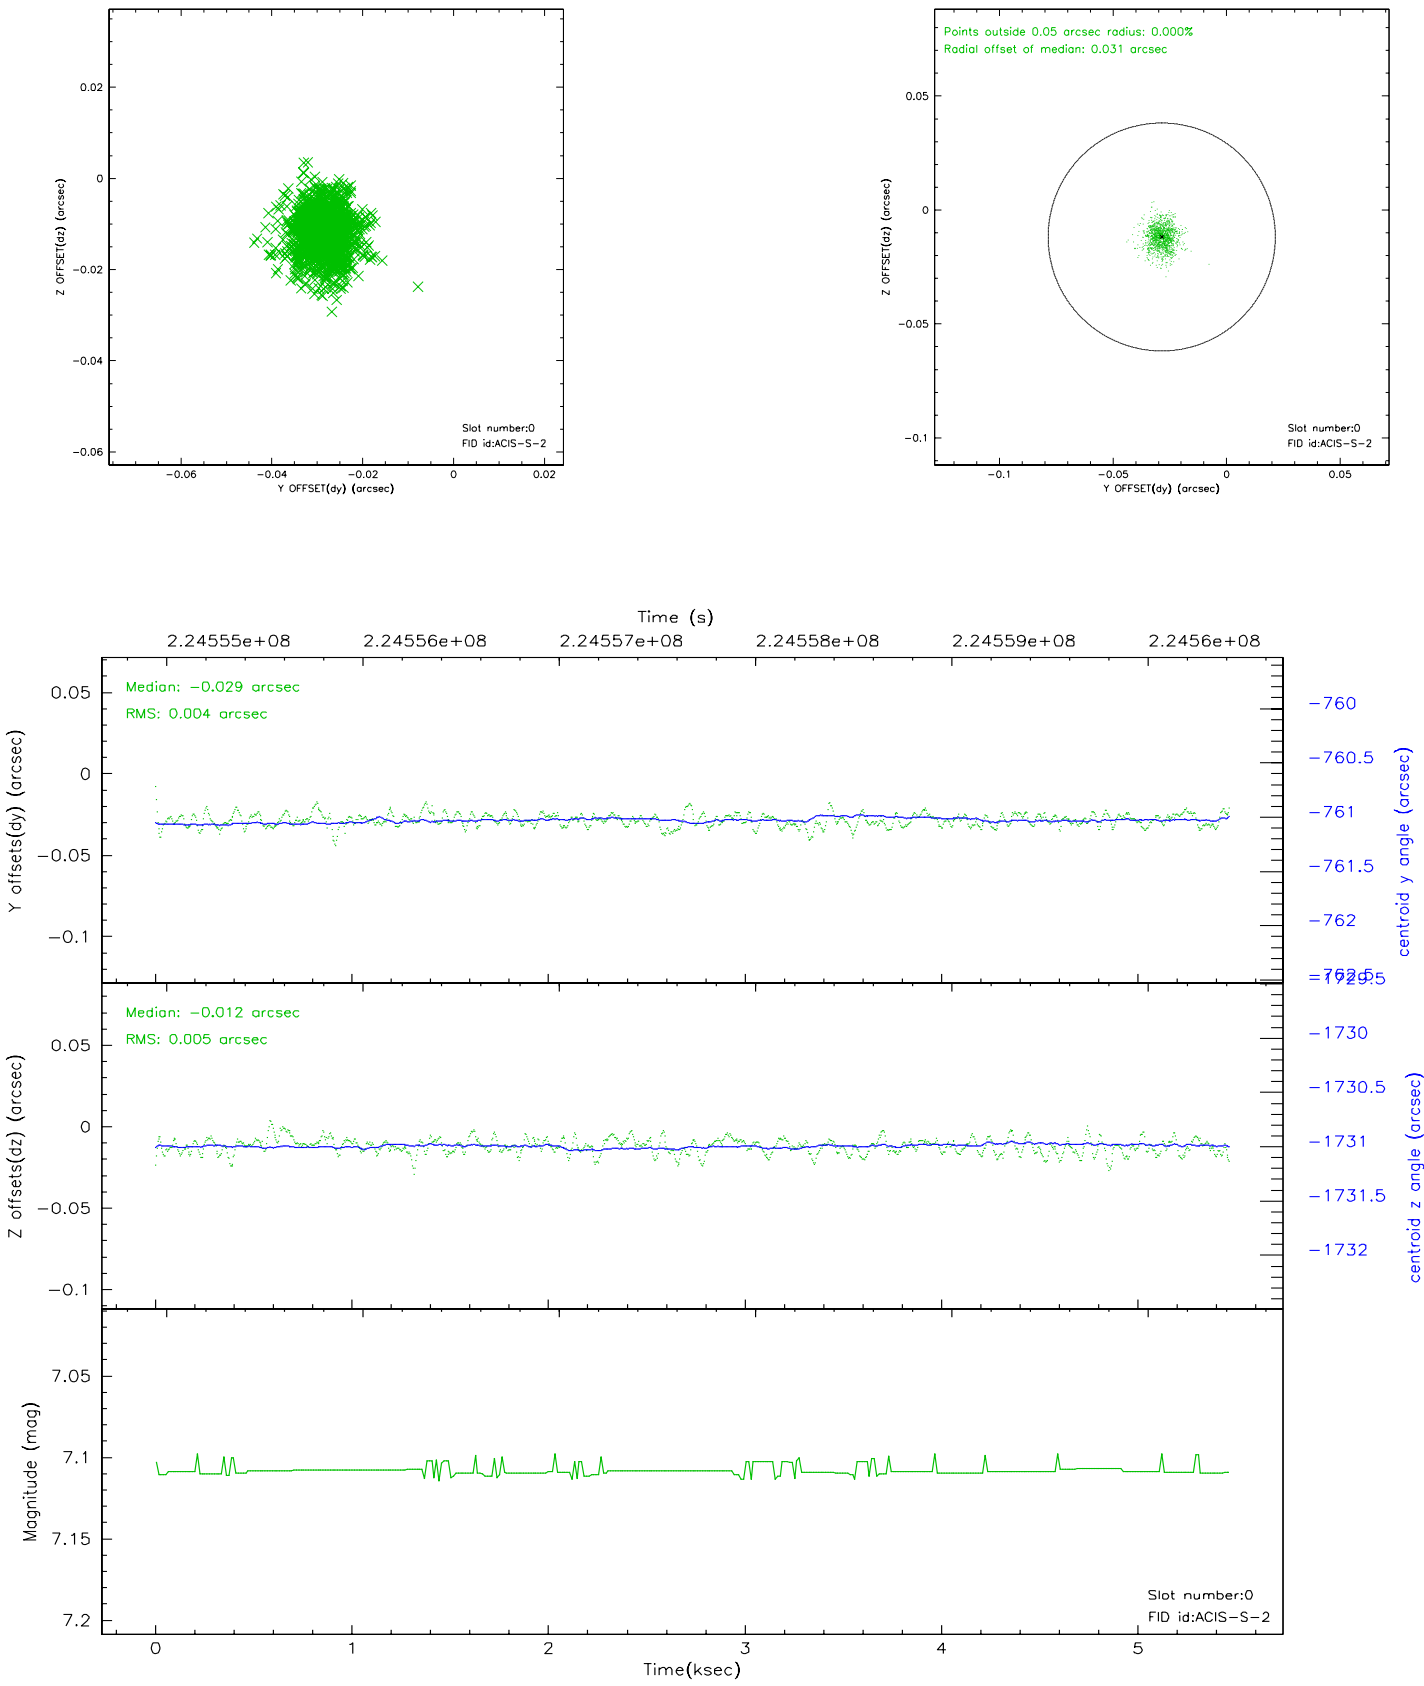 0.02
0
-0.02
-0.04
-0.06
Z OFFSET(dz) (arcsec)
Slot number:0
FID id:ACIS-S-2
-0.06
-0.04
-0.02
0
0.02
Y OFFSET(dy) (arcsec)
Points outside 0.05 arcsec radius: 0.000%
Radial offset of median: 0.031 arcsec
0.05
0
-0.05
-0.1
Z OFFSET(dz) (arcsec)
Slot number:0
FID id:ACIS-S-2
-0.1
-0.05
0
0.05
Y OFFSET(dy) (arcsec)
Time (s)
2.24555e+08
2.24556e+08
2.24557e+08
2.24558e+08
2.24559e+08
2.2456e+08
Median: -0.029 arcsec
RMS: 0.004 arcsec
0.05
0
-0.05
-0.1
Y offsets(dy) (arcsec)
-760
-760.5
-761
-761.5
-762
-762.5
centroid y angle (arcsec)
Median: -0.012 arcsec
RMS: 0.005 arcsec
0.05
0
-0.05
-0.1
Z offsets(dz) (arcsec)
-1729.5
-1730
-1730.5
-1731
-1731.5
-1732
centroid z angle (arcsec)
7.05
7.1
7.15
7.2
Magnitude (mag)
Slot number:0
FID id:ACIS-S-2
0
1
2
3
4
5
Time(ksec)